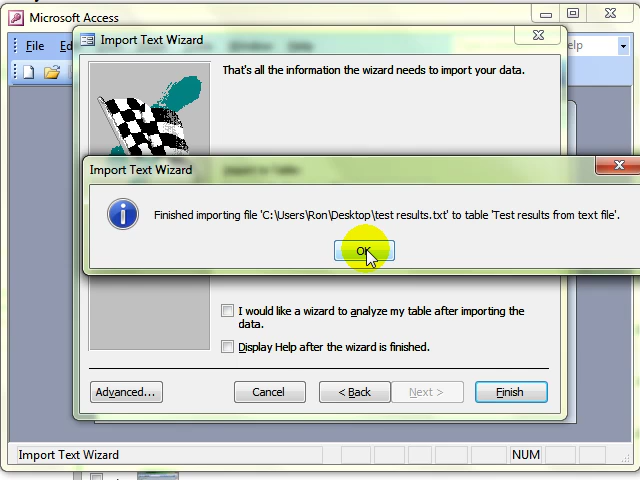 Microsoft Access
File
Import Text Wizard
That's all the information the wizard needs to import your data.
Import Text Wizard
Finished importing file 'C:\Users\Ron\Desktop\test results.txt' to table 'Test results from text file'.
OK
I would like a wizard to analyze my table after importing the
data.
Display Help after the wizard is finished.
Advanced...
Cancel
< Back
Next >
Finish
Import Text Wizard
NUM